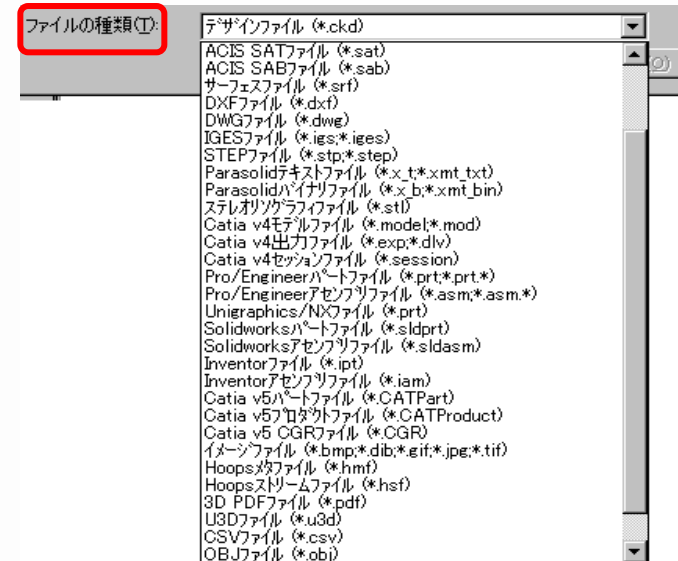 ファイルの種類(T):
デザインファイル (*.ckd)
ACIS SATファイル (*.sat)
ACIS SABファイル (*.sab)
サーフェスファイル (*.srf)
DXFファイル (*.dxf)
DWGファイル (*.dwg)
IGESファイル (*.igs;*.iges)
STEPファイル (*.stp;*.step)
Parasolidテキストファイル (*.x_t;*.xmt_txt)
Parasolidバイナリファイル (*.x_b;*.xmt_bin)
ステレオリソグラフィファイル (*.stl)
Catia v4モデルファイル (*.model;*.mod)
Catia v4出力ファイル (*.exp;*.dlv)
Catia v4セッションファイル (*.session)
Pro/Engineerパートファイル (*.prt;*.prt.*)
Pro/Engineerアセンブリファイル (*.asm;*.asm.*)
Unigraphics/NXファイル (*.prt)
Solidworksパートファイル (*.sldprt)
Solidworksアセンブリファイル (*.sldasm)
Inventorファイル (*.ipt)
Inventorアセンブリファイル (*.iam)
Catia v5パートファイル (*.CATPart)
Catia v5プロダクトファイル (*.CATProduct)
Catia v5 CGRファイル (*.CGR)
イメージファイル (*.bmp;*.dib;*.gif;*.jpg;*.tif)
Hoopsメタファイル (*.hmf)
Hoopsストリームファイル (*.hsf)
3D PDFファイル (*.pdf)
U3Dファイル (*.u3d)
CSVファイル (*.csv)
OBJファイル (*.obj)